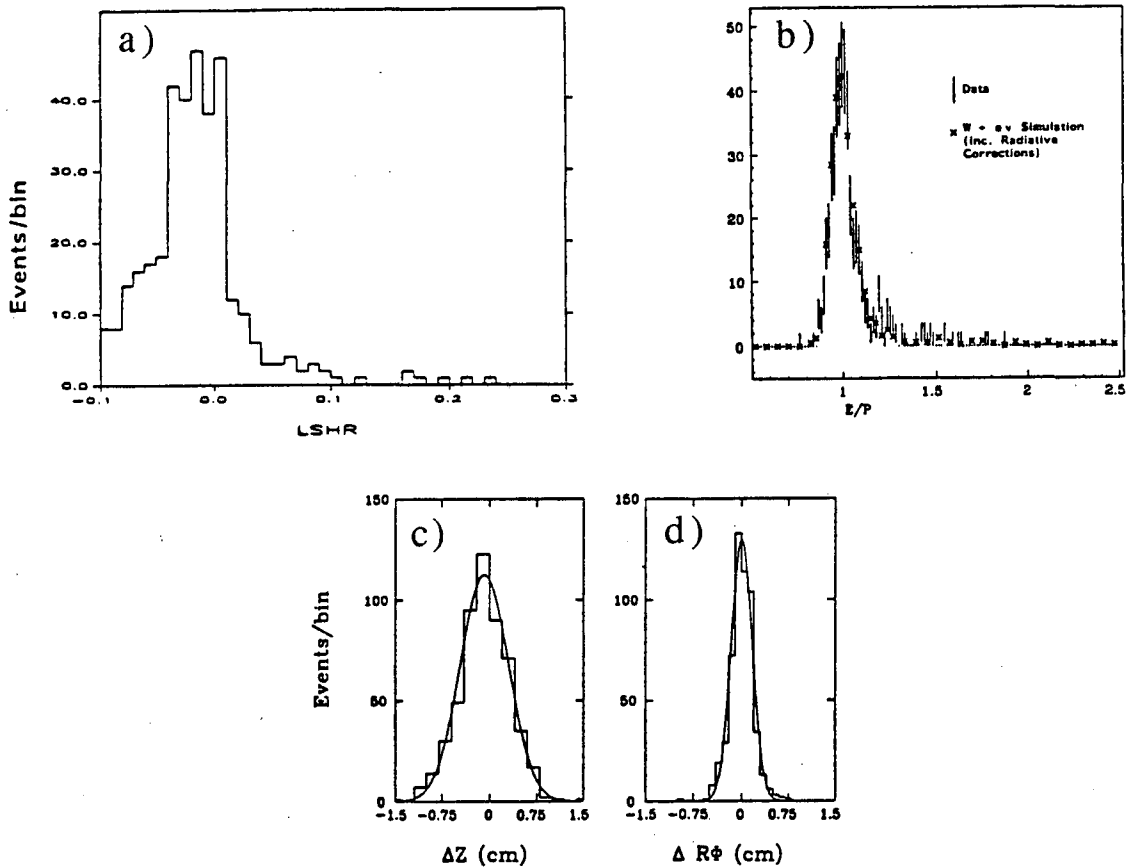 a)
Events/bin
40.0
30.0
20.0
10.0
0.0
-0.1
0.0
0.1
0.2
0.3
LSHR
b)
50
40
30
20
10
0
Data
W → eν Simulation
(Inc. Radiative
Corrections)
1
1.5
2
2.5
E/P
c)
Events/bin
150
100
50
0
-1.5
-0.75
0
0.75
1.5
ΔZ (cm)
d)
150
100
50
0
-1.5
-0.75
0
0.75
1.5
Δ RΦ (cm)